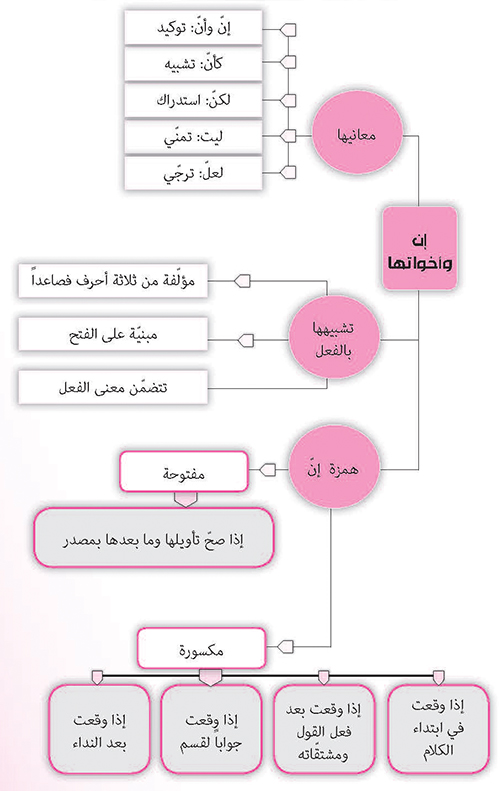 إنّ وأنّ: توكيد
كأنّ: تشبيه
لكنّ: استدراك
ليت: تمنّي
لعلّ: ترجّي
معانيها
إن
وأخواتها
مؤلّفة من ثلاثة أحرف فصاعداً
مبنيّة على الفتح
تتضمّن معنى الفعل
تشبيهها
بالفعل
همزة إنّ
مفتوحة
إذا صحّ تأويلها وما بعدها بمصدر
مكسورة
إذا وقعت
في ابتداء
الكلام
إذا وقعت بعد
فعل القول
ومشتقّاته
إذا وقعت
جواباً لقسم
إذا وقعت
بعد النداء